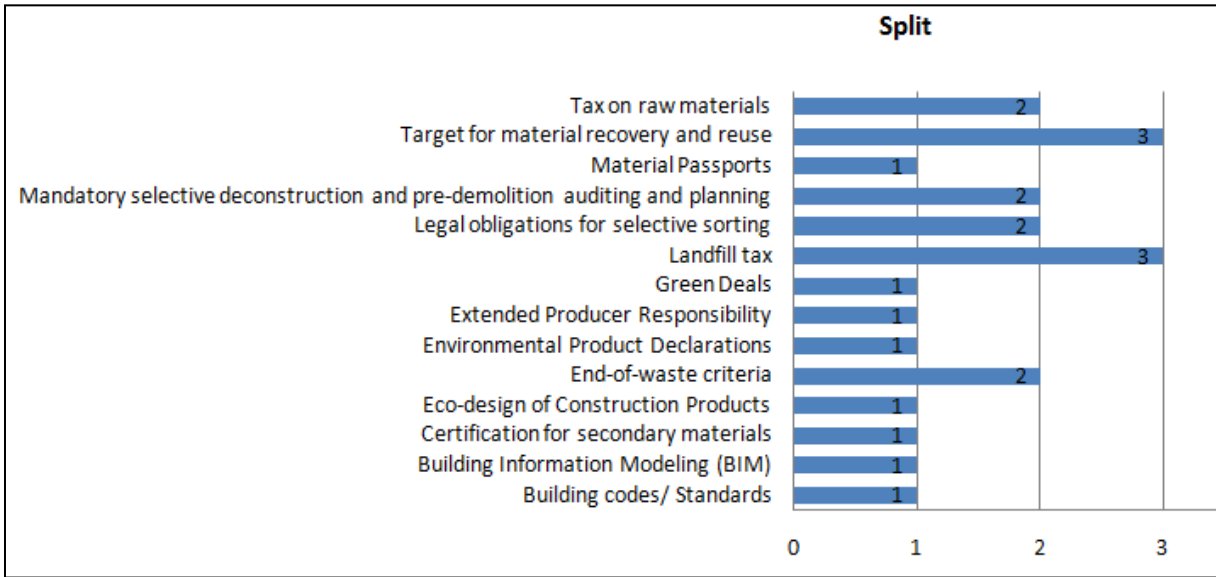 Split
Tax on raw materials 2
Target for material recovery and reuse 3
Material Passports 1
Mandatory selective deconstruction and pre-demolition auditing and planning 2
Legal obligations for selective sorting 2
Landfill tax 3
Green Deals 1
Extended Producer Responsibility 1
Environmental Product Declarations 1
End-of-waste criteria 2
Eco-design of Construction Products 1
Certification for secondary materials 1
Building Information Modeling (BIM) 1
Building codes/ Standards 1
0 1 2 3